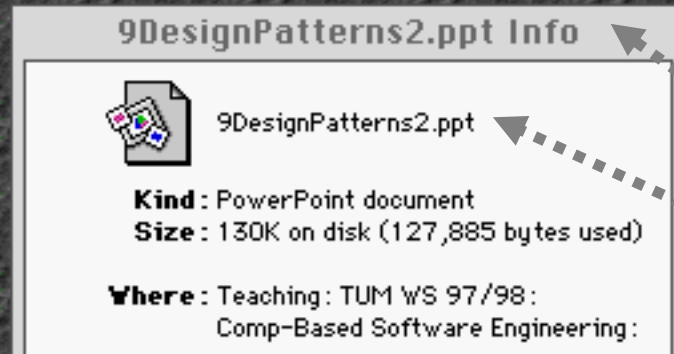 9DesignPatterns2.ppt Info
9DesignPatterns2.ppt
Kind: PowerPoint document
Size: 130K on disk (127,885 bytes used)
Where: Teaching: TUM WS 97/98:
Comp-Based Software Engineering: